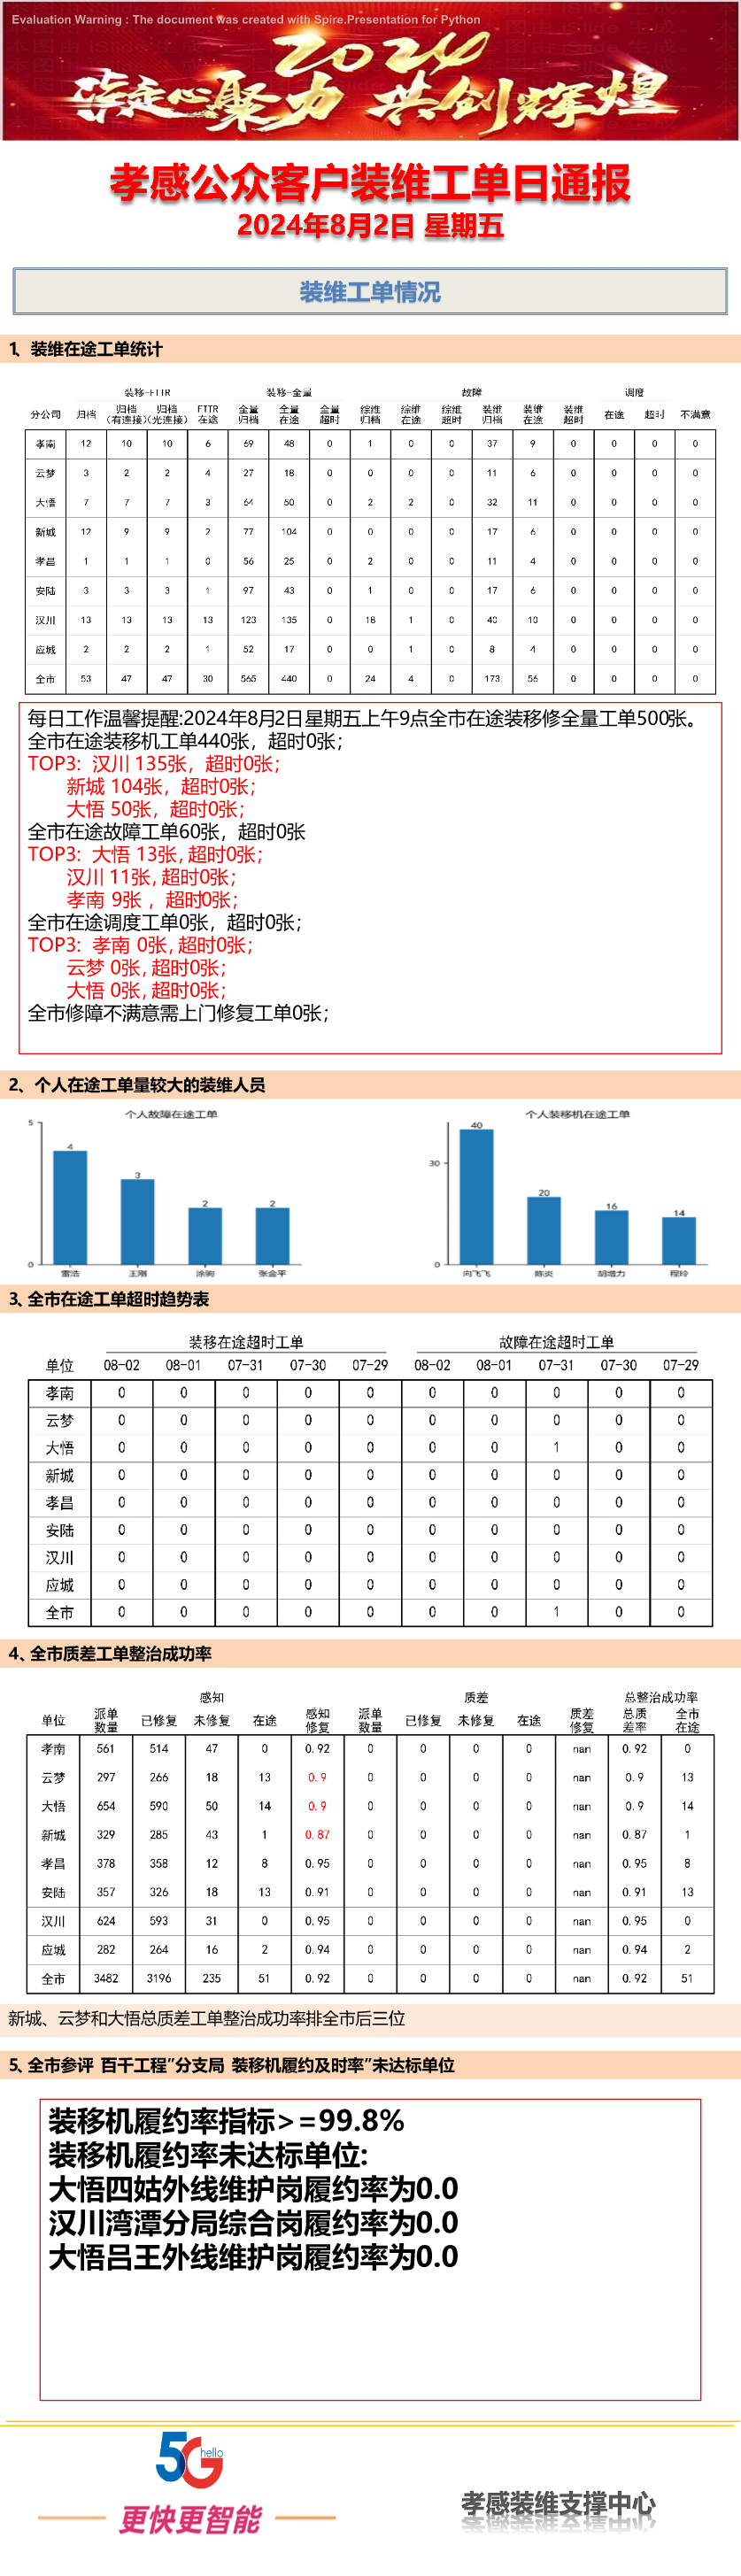 Evaluation Warning : The document was created with Spire.Presentation for Python
2024
凝心聚力 共创辉煌
孝感公众客户装维工单日通报
2024年8月2日 星期五
装维工单情况
1、装维在途工单统计
装移-FTTR 装移-全量 故障 调度
分公司 归档 归档(有连接) 归档(光连接) FTTR在途 全量归档 全量在途 全量超时 综维归档 综维在途 综维超时 装维归档 装维在途 装维超时 在途 超时 不满意
孝南 12 10 10 6 69 48 0 1 0 0 37 9 0 0 0 0
云梦 3 2 2 4 27 18 0 0 0 0 11 6 0 0 0 0
大悟 7 7 7 3 64 50 0 2 2 0 32 11 0 0 0 0
新城 12 9 9 2 77 104 0 0 0 0 17 6 0 0 0 0
孝昌 1 1 1 0 56 25 0 2 0 0 11 4 0 0 0 0
安陆 3 3 3 1 97 43 0 1 0 0 17 6 0 0 0 0
汉川 13 13 13 13 123 135 0 18 1 0 40 10 0 0 0 0
应城 2 2 2 1 52 17 0 0 1 0 8 4 0 0 0 0
全市 53 47 47 30 565 440 0 24 4 0 173 56 0 0 0 0
每日工作温馨提醒:2024年8月2日星期五上午9点全市在途装移修全量工单500张。
全市在途装移机工单440张，超时0张；
TOP3: 汉川 135张，超时0张；
新城 104张，超时0张；
大悟 50张，超时0张；
全市在途故障工单60张，超时0张
TOP3: 大悟 13张, 超时0张；
汉川 11张, 超时0张；
孝南 9张 ，超时0张；
全市在途调度工单0张，超时0张；
TOP3: 孝南 0张, 超时0张；
云梦 0张, 超时0张；
大悟 0张, 超时0张；
全市修障不满意需上门修复工单0张；
2、个人在途工单量较大的装维人员
个人故障在途工单
5
4
3
2
2
0
雷浩 王刚 张金平
个人装移机在途工单
40
30
20
16
14
0
向飞飞 陈炎 胡增力 程玲
3、全市在途工单超时趋势表
装移在途超时工单 故障在途超时工单
单位 08-02 08-01 07-31 07-30 07-29 08-02 08-01 07-31 07-30 07-29
孝南 0 0 0 0 0 0 0 0 0 0
云梦 0 0 0 0 0 0 0 0 0 0
大悟 0 0 0 0 0 0 0 1 0 0
新城 0 0 0 0 0 0 0 0 0 0
孝昌 0 0 0 0 0 0 0 0 0 0
安陆 0 0 0 0 0 0 0 0 0 0
汉川 0 0 0 0 0 0 0 0 0 0
应城 0 0 0 0 0 0 0 0 0 0
全市 0 0 0 0 0 0 0 1 0 0
4、全市质差工单整治成功率
感知 质差 总整治成功率
单位 派单数量 已修复 未修复 在途 感知修复 派单数量 已修复 未修复 在途 质差修复 总质差率 全市在途
孝南 561 514 47 0 0.92 0 0 0 0 nan 0.92 0
云梦 297 266 18 13 0.9 0 0 0 0 nan 0.9 13
大悟 654 590 50 14 0.9 0 0 0 0 nan 0.9 14
新城 329 285 43 1 0.87 0 0 0 0 nan 0.87 1
孝昌 378 358 12 8 0.95 0 0 0 0 nan 0.95 8
安陆 357 326 18 13 0.91 0 0 0 0 nan 0.91 13
汉川 624 593 31 0 0.95 0 0 0 0 nan 0.95 0
应城 282 264 16 2 0.94 0 0 0 0 nan 0.94 2
全市 3482 3196 235 51 0.92 0 0 0 0 nan 0.92 51
新城、云梦和大悟总质差工单整治成功率排全市后三位
5、全市参评 百千工程”分支局 装移机履约及时率”未达标单位
装移机履约率指标>=99.8%
装移机履约率未达标单位:
大悟四姑外线维护岗履约率为0.0
汉川湾潭分局综合岗履约率为0.0
大悟吕王外线维护岗履约率为0.0
5G hello
更快更智能
孝感装维支撑中心